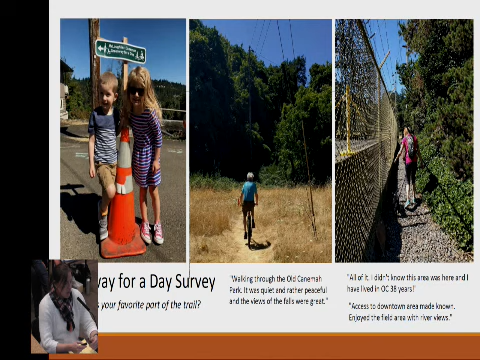 way for a Day Survey
s your favorite part of the trail?
"Walking through the Old Canemah
Park. It was quiet and rather peaceful
and the views of the falls were great."
"All of it. I didn't know this area was here and I
have lived in OC 38 years!"
"Access to downtown area made known.
Enjoyed the field area with river views."